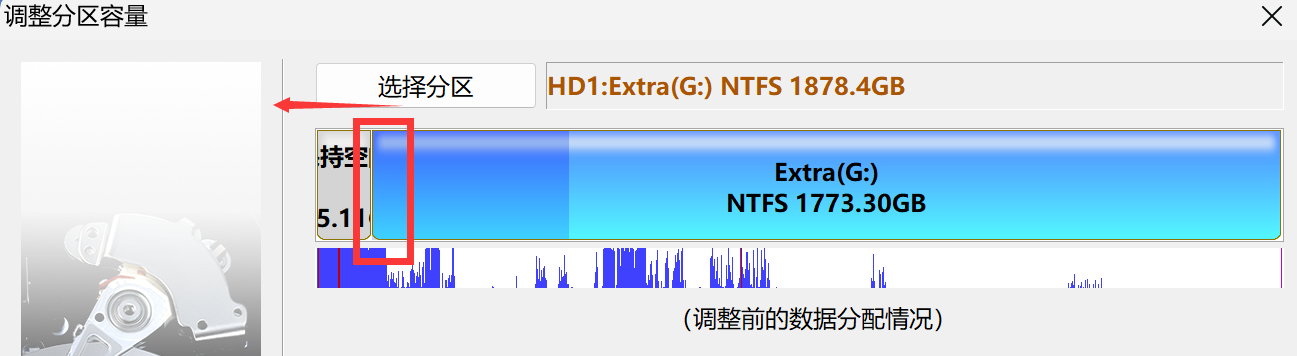 调整分区容量
选择分区
HD1:Extra(G:) NTFS 1878.4GB
持空
5.11
Extra(G:)
NTFS 1773.30GB
（调整前的数据分配情况）